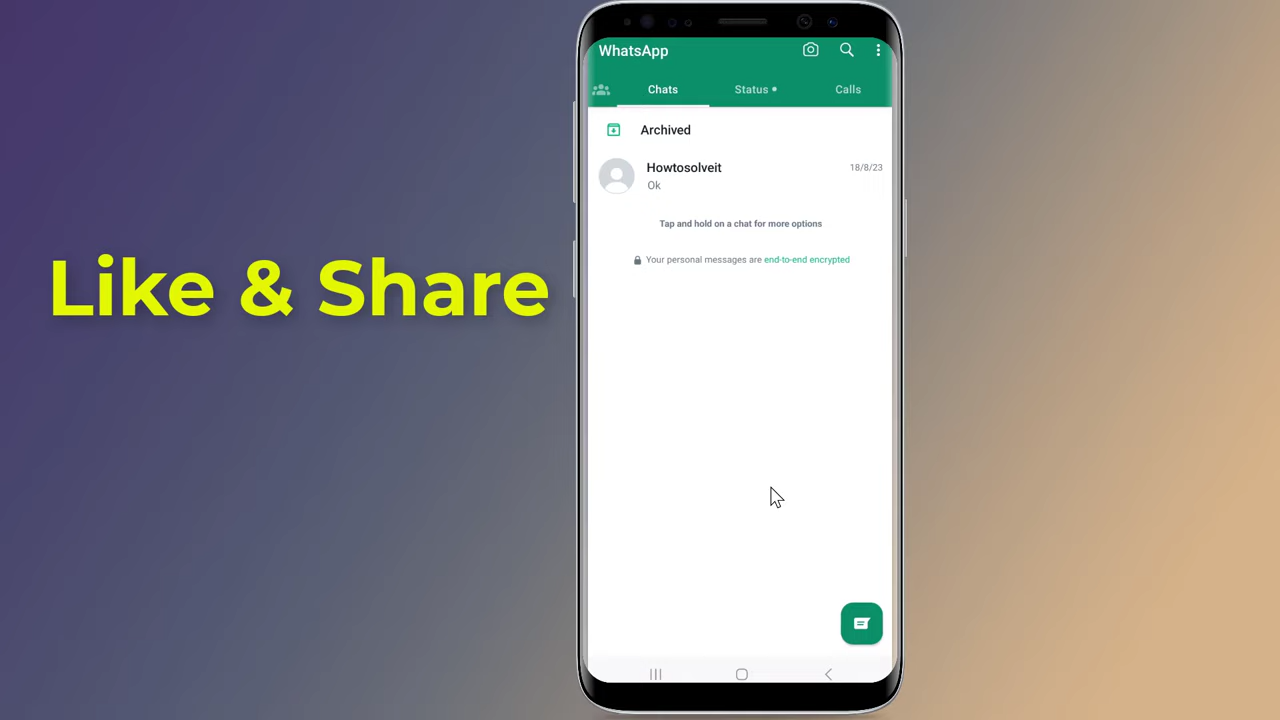 Like & Share
WhatsApp
Chats
Status
Calls
Archived
Howtosolveit
18/8/23
Ok
Tap and hold on a chat for more options
Your personal messages are end-to-end encrypted